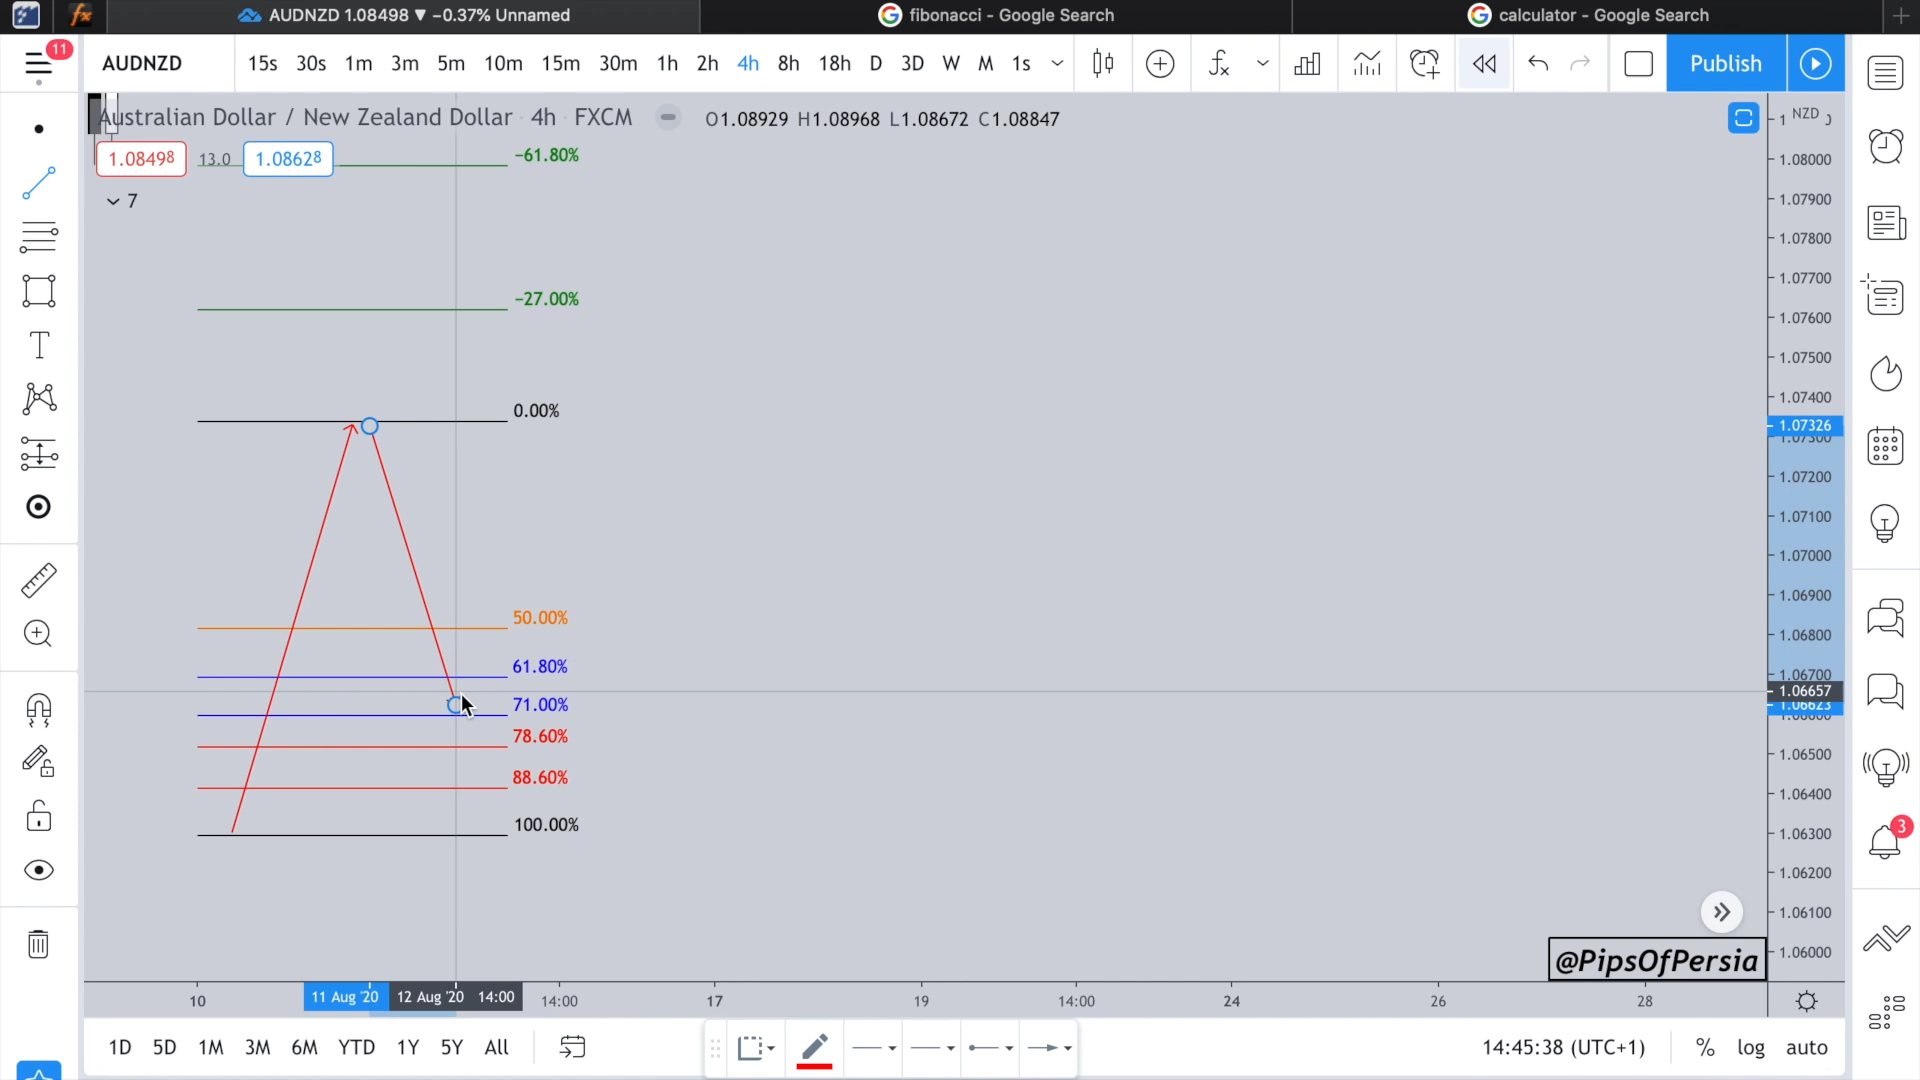 AUDNZD 1.08498 ▼ −0.37% Unnamed
fibonacci - Google Search
calculator - Google Search
11
AUDNZD
15s 30s 1m 3m 5m 10m 15m 30m 1h 2h 4h 8h 18h D 3D W M 1s
Publish
Australian Dollar / New Zealand Dollar · 4h · FXCM
O1.08929 H1.08968 L1.08672 C1.08847
NZD
1.08498 13.0 1.08628
7
−61.80%
−27.00%
0.00%
50.00%
61.80%
71.00%
78.60%
88.60%
100.00%
1.08000
1.07900
1.07800
1.07700
1.07600
1.07500
1.07400
1.07326
1.07300
1.07200
1.07100
1.07000
1.06900
1.06800
1.06700
1.06657
1.06623
1.06600
1.06500
1.06400
1.06300
1.06200
1.06100
1.06000
3
@PipsOfPersia
10 11 Aug '20 12 Aug '20 14:00 14:00 17 19 14:00 24 26 28
1D 5D 1M 3M 6M YTD 1Y 5Y All
14:45:38 (UTC+1) % log auto